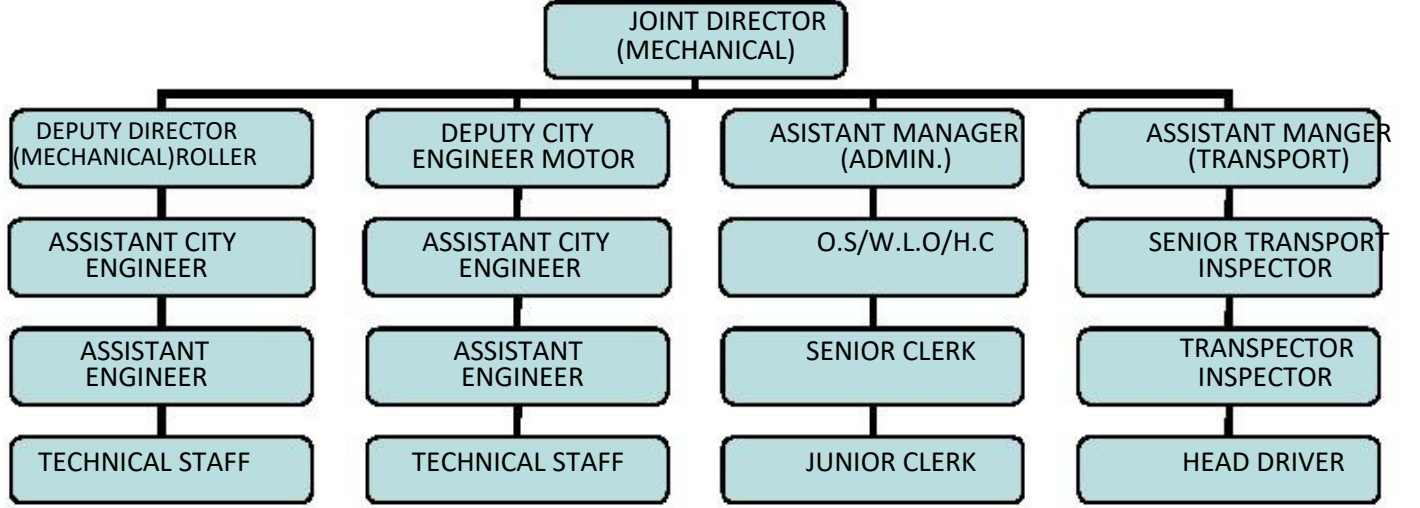 JOINT DIRECTOR
(MECHANICAL)
DEPUTY DIRECTOR
(MECHANICAL)ROLLER
DEPUTY CITY
ENGINEER MOTOR
ASISTANT MANAGER
(ADMIN.)
ASSISTANT MANGER
(TRANSPORT)
ASSISTANT CITY
ENGINEER
ASSISTANT CITY
ENGINEER
O.S/W.L.O/H.C
SENIOR TRANSPORT
INSPECTOR
ASSISTANT
ENGINEER
ASSISTANT
ENGINEER
SENIOR CLERK
TRANSPECTOR
INSPECTOR
TECHNICAL STAFF
TECHNICAL STAFF
JUNIOR CLERK
HEAD DRIVER